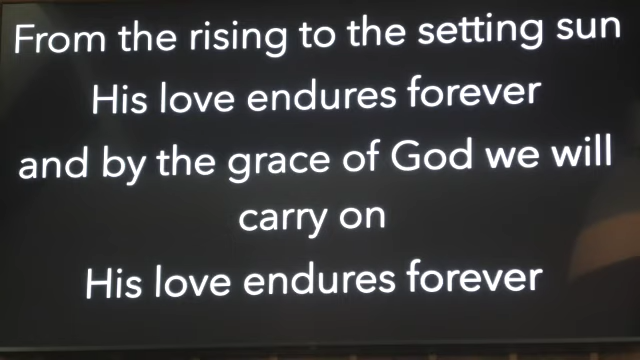 From the rising to the setting sun
His love endures forever
and by the grace of God we will
carry on
His love endures forever